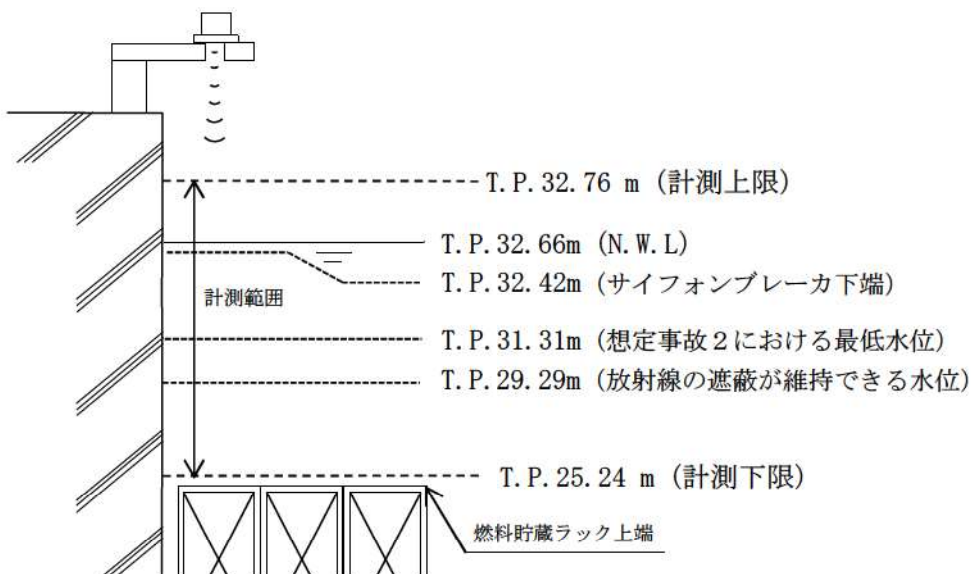 T.P.32.76 m (計測上限)
T.P.32.66m (N.W.L)
T.P.32.42m (サイフォンブレーカ下端)
計測範囲
T.P.31.31m (想定事故2における最低水位)
T.P.29.29m (放射線の遮蔽が維持できる水位)
T.P.25.24 m (計測下限)
燃料貯蔵ラック上端